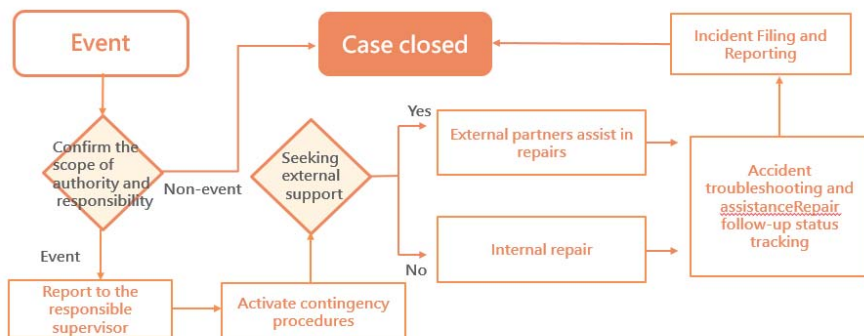 Event
Case closed
Incident Filing and
Reporting
Confirm the
scope of
authority and
responsibility
Non-event
Seeking
external
support
Yes
External partners assist in
repairs
Accident
troubleshooting and
assistanceRepair
follow-up status
tracking
Event
No
Internal repair
Report to the
responsible
supervisor
Activate contingency
procedures